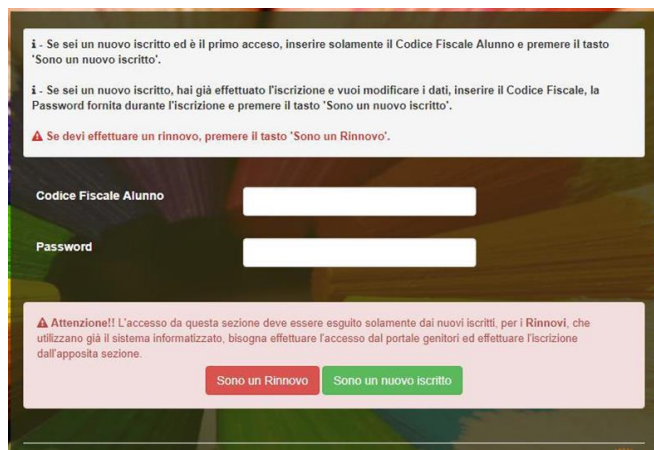 i - Se sei un nuovo iscritto ed è il primo accesso, inserire solamente il Codice Fiscale Alunno e premere il tasto
'Sono un nuovo iscritto'.
i - Se sei un nuovo iscritto, hai già effettuato l'iscrizione e vuoi modificare i dati, inserire il Codice Fiscale, la
Password fornita durante l'iscrizione e premere il tasto 'Sono un nuovo iscritto'.
Se devi effettuare un rinnovo, premere il tasto 'Sono un Rinnovo'.
Codice Fiscale Alunno
Password
Attenzione!! L'accesso da questa sezione deve essere esguito solamente dai nuovi iscritti, per i Rinnovi, che
utilizzano già il sistema informatizzato, bisogna effettuare l'accesso dal portale genitori ed effettuare l'iscrizione
dall'apposita sezione.
Sono un Rinnovo Sono un nuovo iscritto